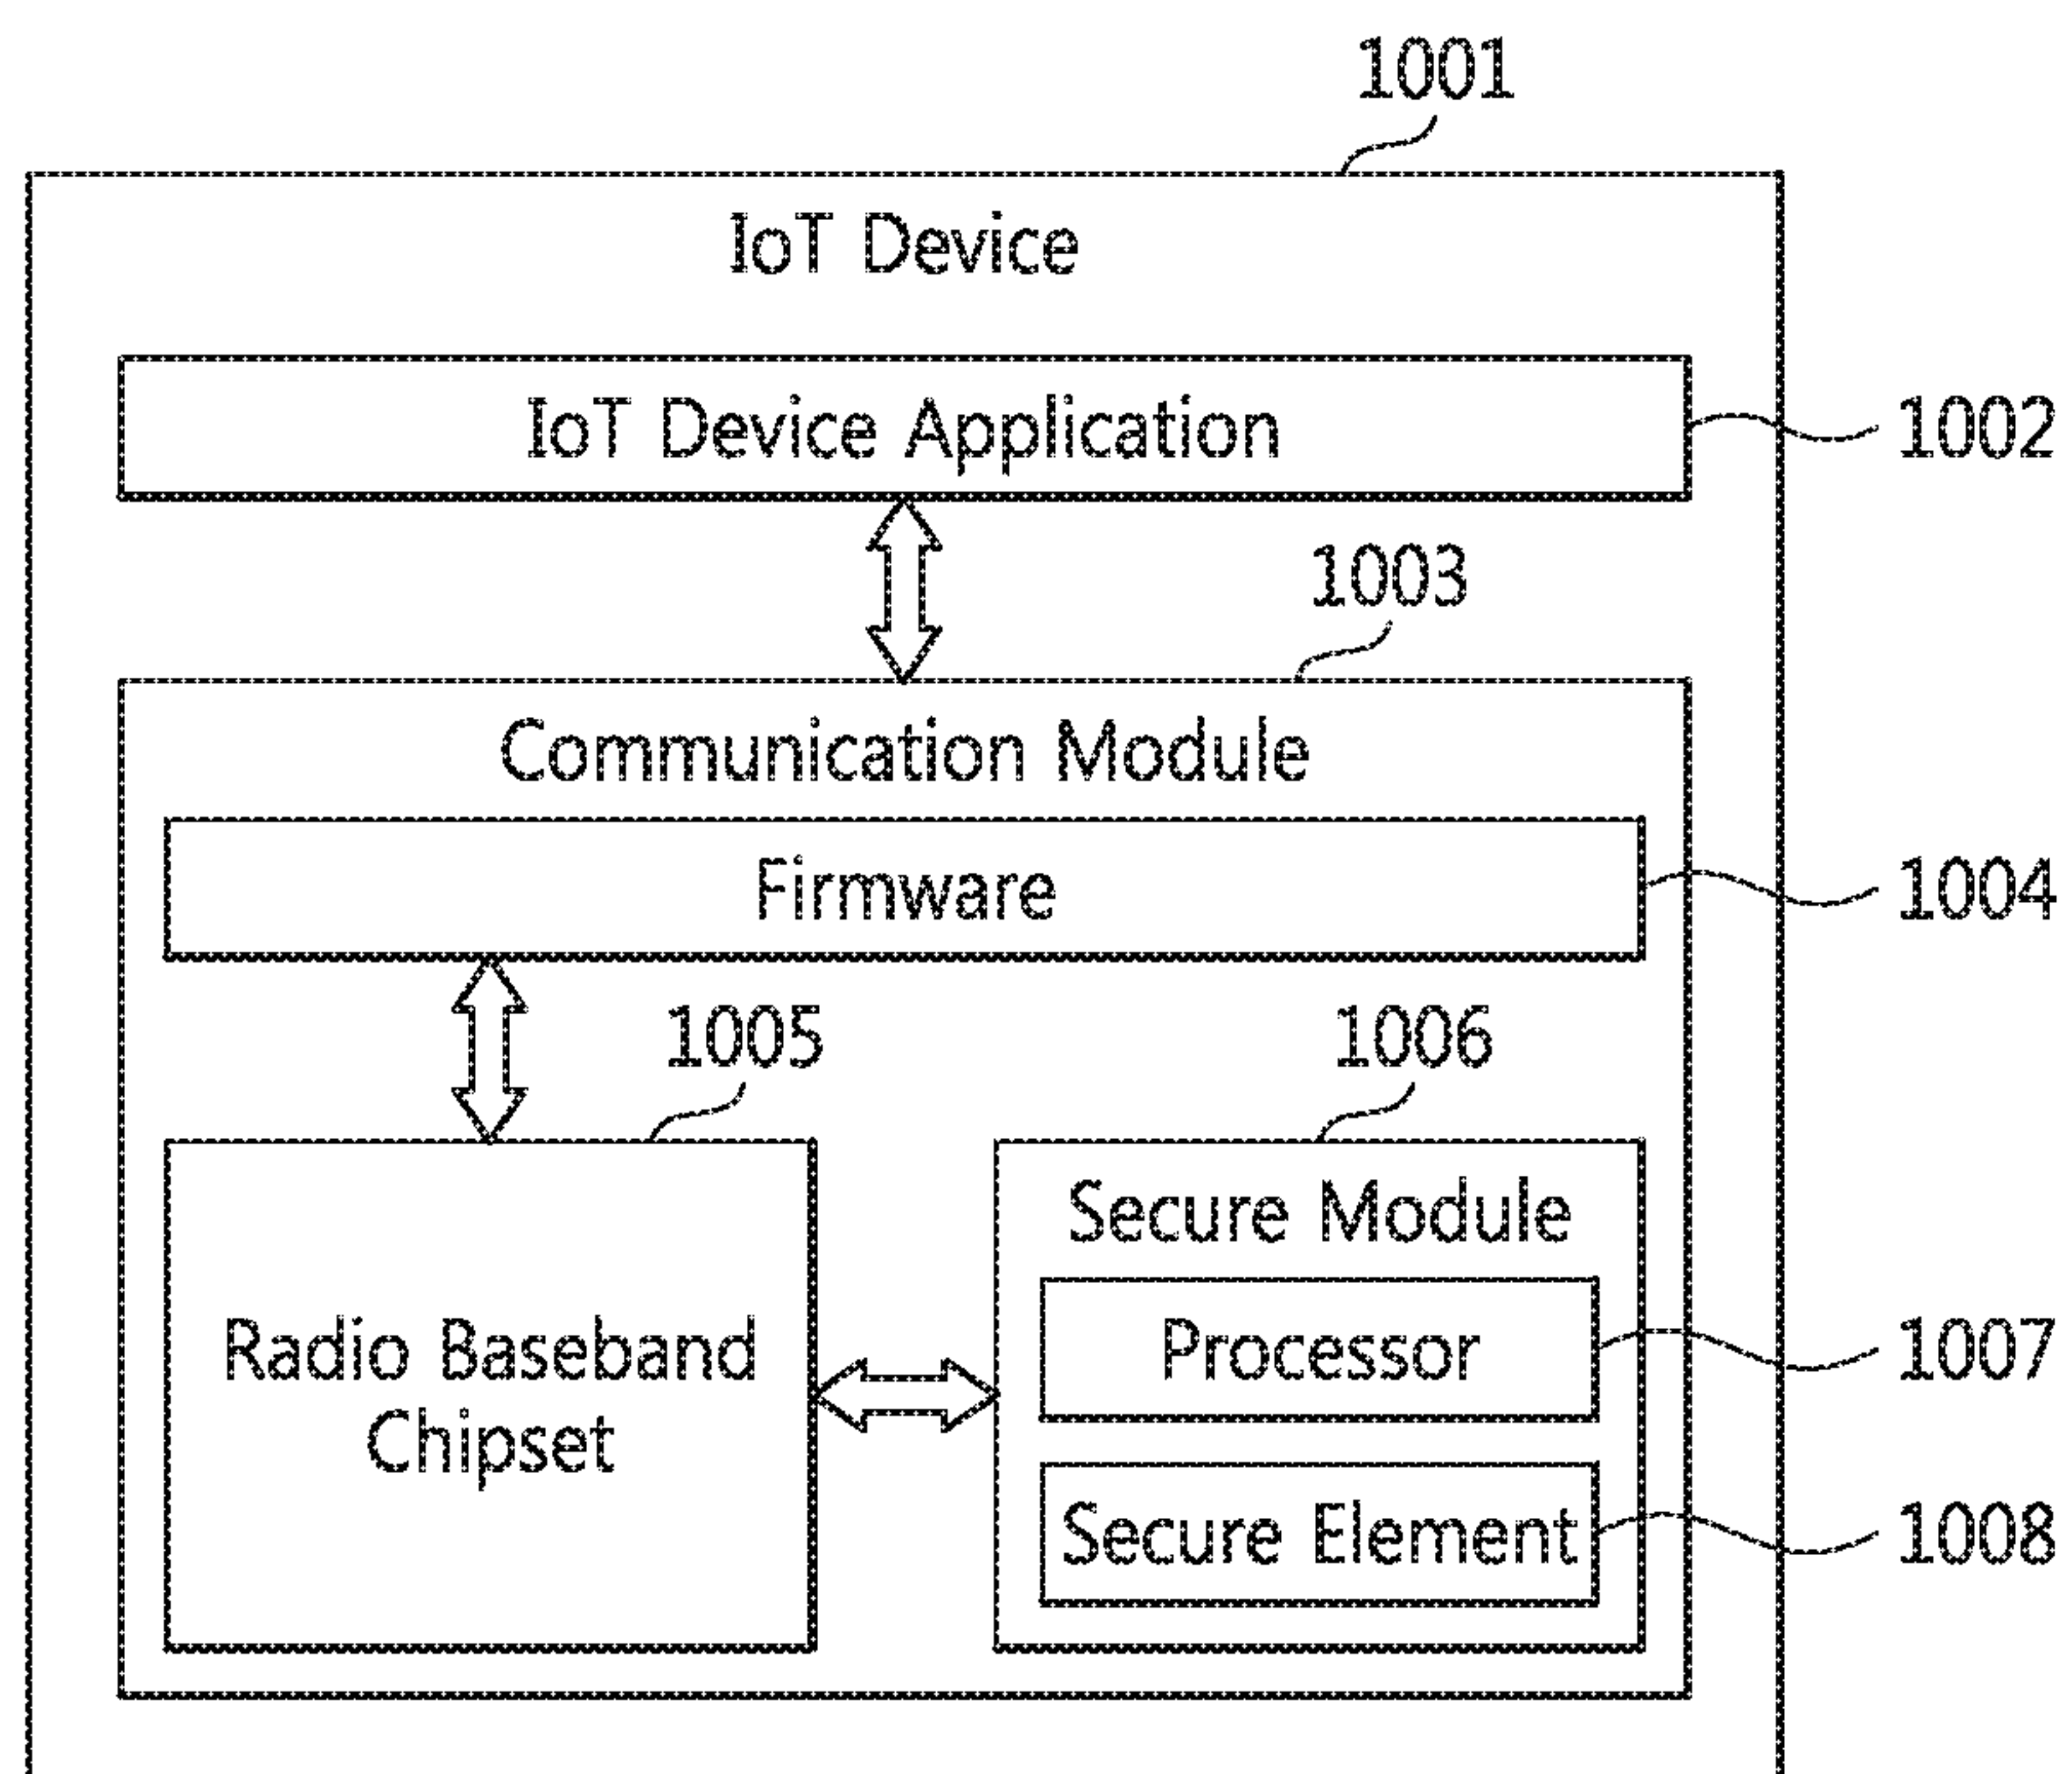 1001
IoT Device
IoT Device Application
1002
1003
Communication Module
Firmware
1004
1005
1006
Secure Module
Radio Baseband
Chipset
Processor
1007
Secure Element
1008